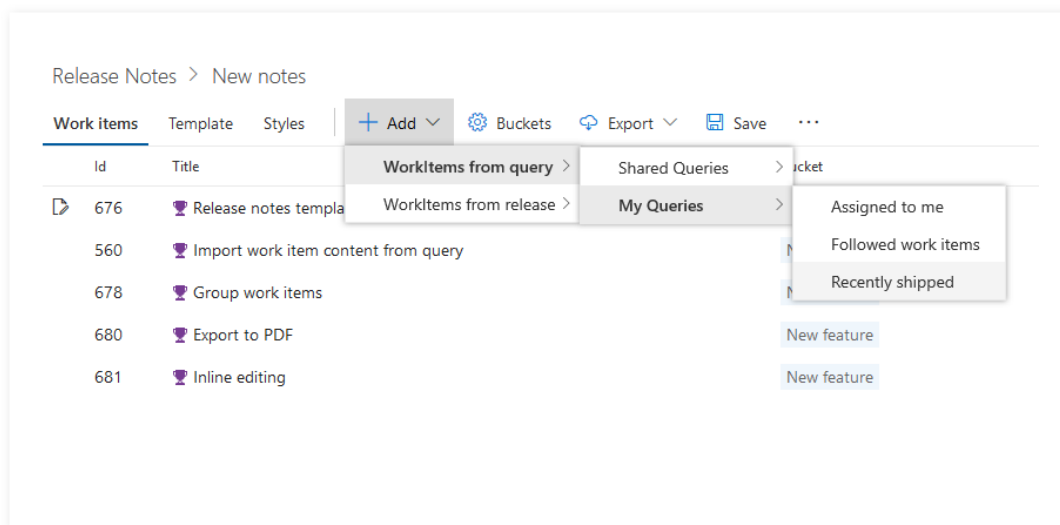 Release Notes > New notes
Work items Template Styles Add Buckets Export Save ...
Id Title
WorkItems from query >
Shared Queries >
676 Release notes
WorkItems from release >
My Queries >
Assigned to me
560 Import work item content from query
Followed work items
678 Group work items
Recently shipped
680 Export to PDF New feature
681 Inline editing New feature